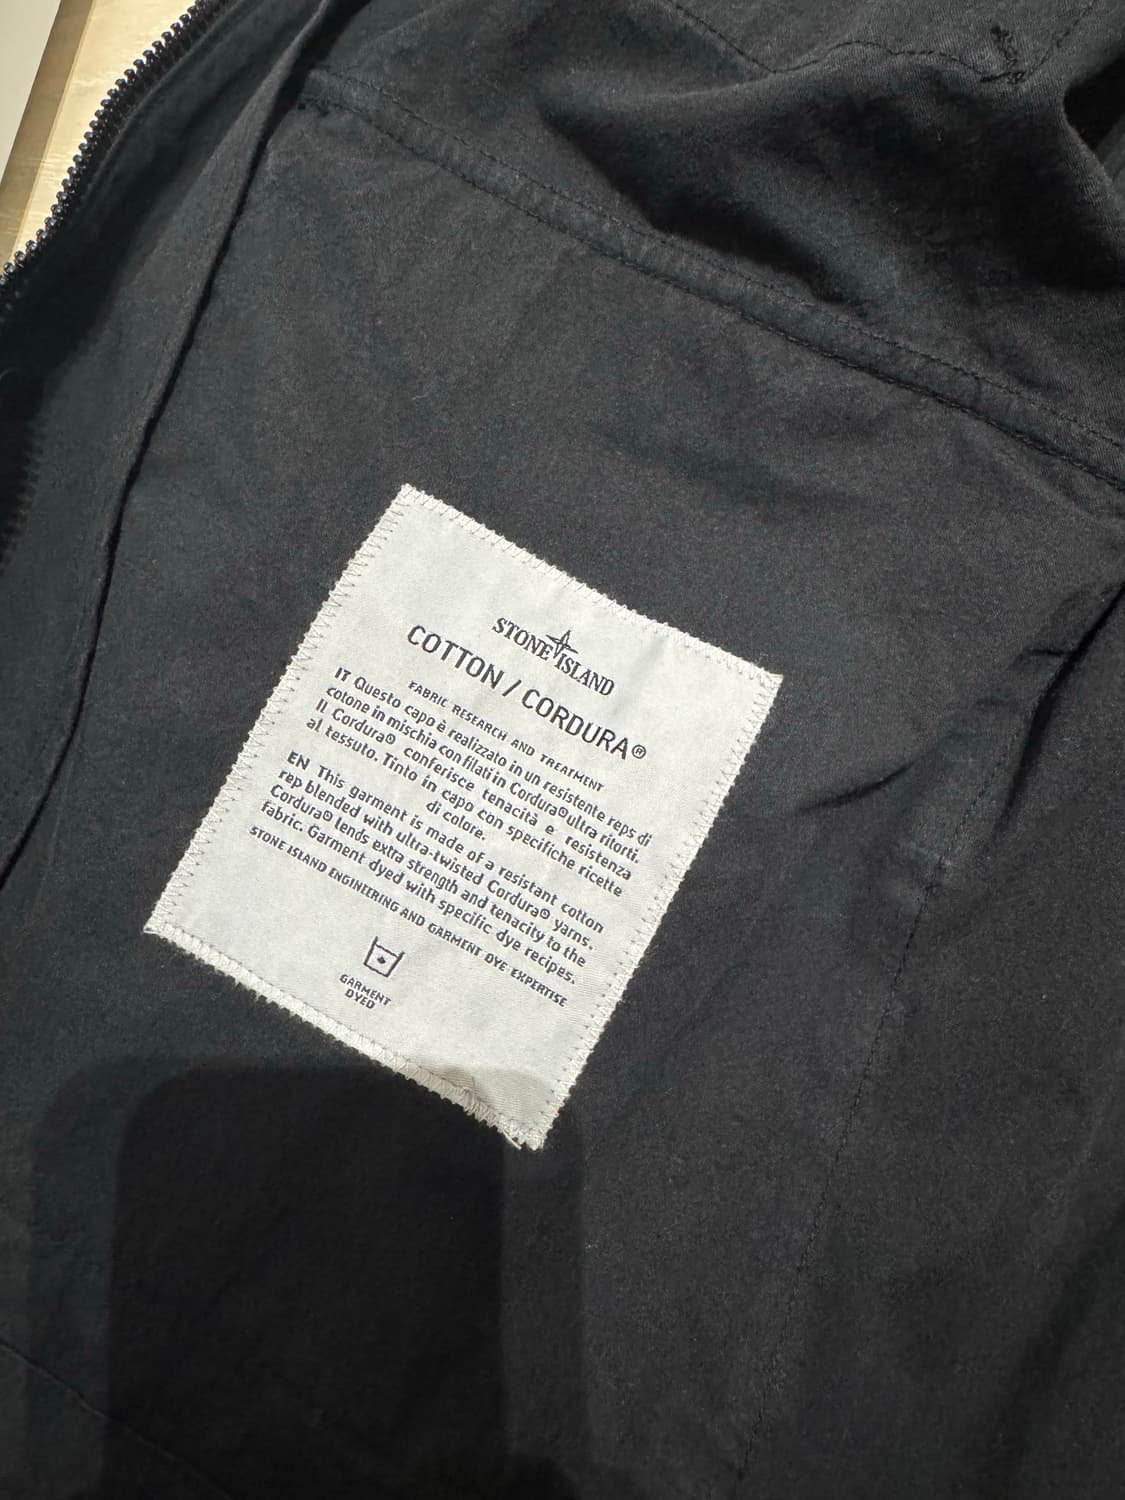 STONE ISLAND
COTTON / CORDURA®
FABRIC RESEARCH AND TREATMENT
IT Questo capo è realizzato in un resistente reps di
cotone in mischia con filati in Cordura® ultra ritorti.
Il Cordura® conferisce tenacità e resistenza
al tessuto. Tinto in capo con specifiche ricette
di colore.
EN This garment is made of a resistant cotton
rep blended with ultra-twisted Cordura® yarns.
Cordura® lends extra strength and tenacity to the
fabric. Garment dyed with specific dye recipes.
STONE ISLAND ENGINEERING AND GARMENT DYE EXPERTISE
GARMENT
DYED